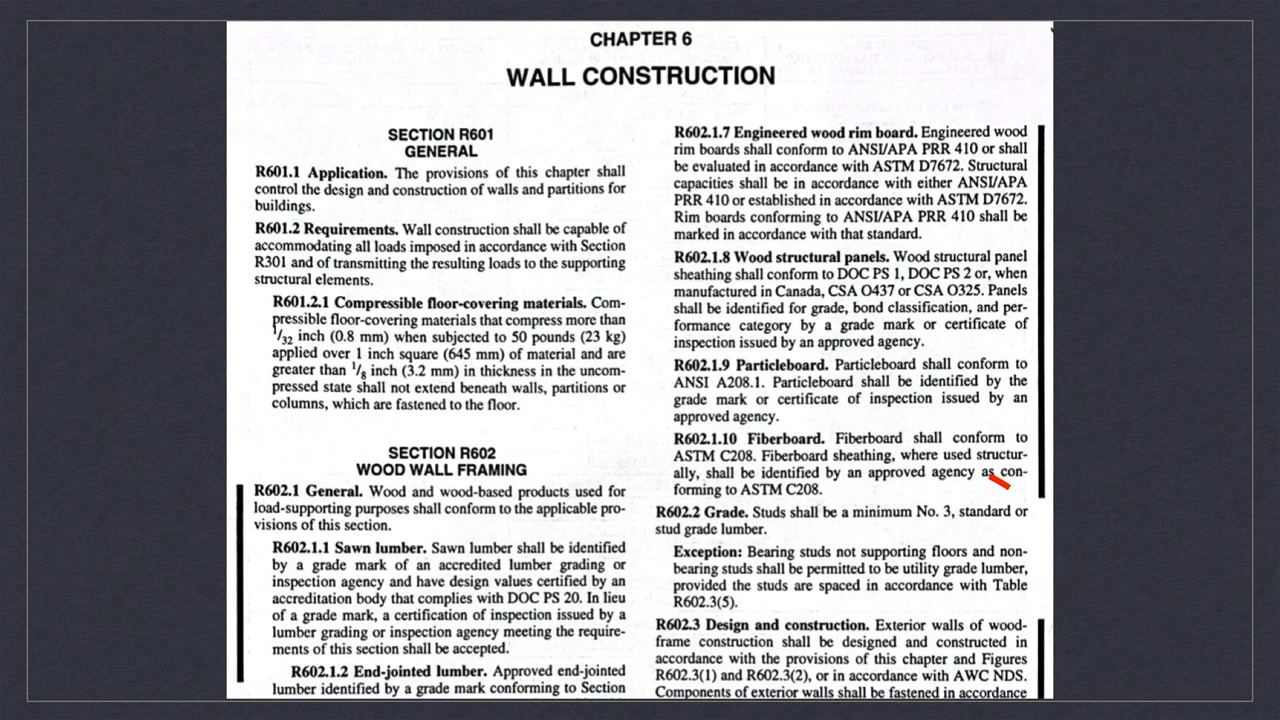 CHAPTER 6
WALL CONSTRUCTION
SECTION R601
GENERAL
R601.1 Application. The provisions of this chapter shall
control the design and construction of walls and partitions for
buildings.
R601.2 Requirements. Wall construction shall be capable of
accommodating all loads imposed in accordance with Section
R301 and of transmitting the resulting loads to the supporting
structural elements.
R601.2.1 Compressible floor-covering materials. Com-
pressible floor-covering materials that compress more than
1/32 inch (0.8 mm) when subjected to 50 pounds (23 kg)
applied over 1 inch square (645 mm) of material and are
greater than 1/8 inch (3.2 mm) in thickness in the uncom-
pressed state shall not extend beneath walls, partitions or
columns, which are fastened to the floor.
SECTION R602
WOOD WALL FRAMING
R602.1 General. Wood and wood-based products used for
load-supporting purposes shall conform to the applicable pro-
visions of this section.
R602.1.1 Sawn lumber. Sawn lumber shall be identified
by a grade mark of an accredited lumber grading or
inspection agency and have design values certified by an
accreditation body that complies with DOC PS 20. In lieu
of a grade mark, a certification of inspection issued by a
lumber grading or inspection agency meeting the require-
ments of this section shall be accepted.
R602.1.2 End-jointed lumber. Approved end-jointed
lumber identified by a grade mark conforming to Section
R602.1.7 Engineered wood rim board. Engineered wood
rim boards shall conform to ANSI/APA PRR 410 or shall
be evaluated in accordance with ASTM D7672. Structural
capacities shall be in accordance with either ANSI/APA
PRR 410 or established in accordance with ASTM D7672.
Rim boards conforming to ANSI/APA PRR 410 shall be
marked in accordance with that standard.
R602.1.8 Wood structural panels. Wood structural panel
sheathing shall conform to DOC PS 1, DOC PS 2 or, when
manufactured in Canada, CSA O437 or CSA O325. Panels
shall be identified for grade, bond classification, and per-
formance category by a grade mark or certificate of
inspection issued by an approved agency.
R602.1.9 Particleboard. Particleboard shall conform to
ANSI A208.1. Particleboard shall be identified by the
grade mark or certificate of inspection issued by an
approved agency.
R602.1.10 Fiberboard. Fiberboard shall conform to
ASTM C208. Fiberboard sheathing, where used structur-
ally, shall be identified by an approved agency as con-
forming to ASTM C208.
R602.2 Grade. Studs shall be a minimum No. 3, standard or
stud grade lumber.
Exception: Bearing studs not supporting floors and non-
bearing studs shall be permitted to be utility grade lumber,
provided the studs are spaced in accordance with Table
R602.3(5).
R602.3 Design and construction. Exterior walls of wood-
frame construction shall be designed and constructed in
accordance with the provisions of this chapter and Figures
R602.3(1) and R602.3(2), or in accordance with AWC NDS.
Components of exterior walls shall be fastened in accordance